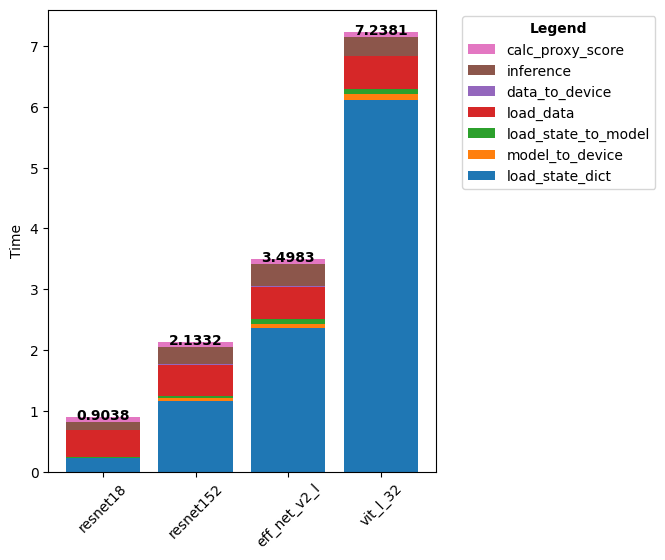 7.2381
3.4983
2.1332
0.9038
Time
7
6
5
4
3
2
1
0
resnet18
resnet152
eff_net_v2_l
vit_l_32
Legend
calc_proxy_score
inference
data_to_device
load_data
load_state_to_model
model_to_device
load_state_dict